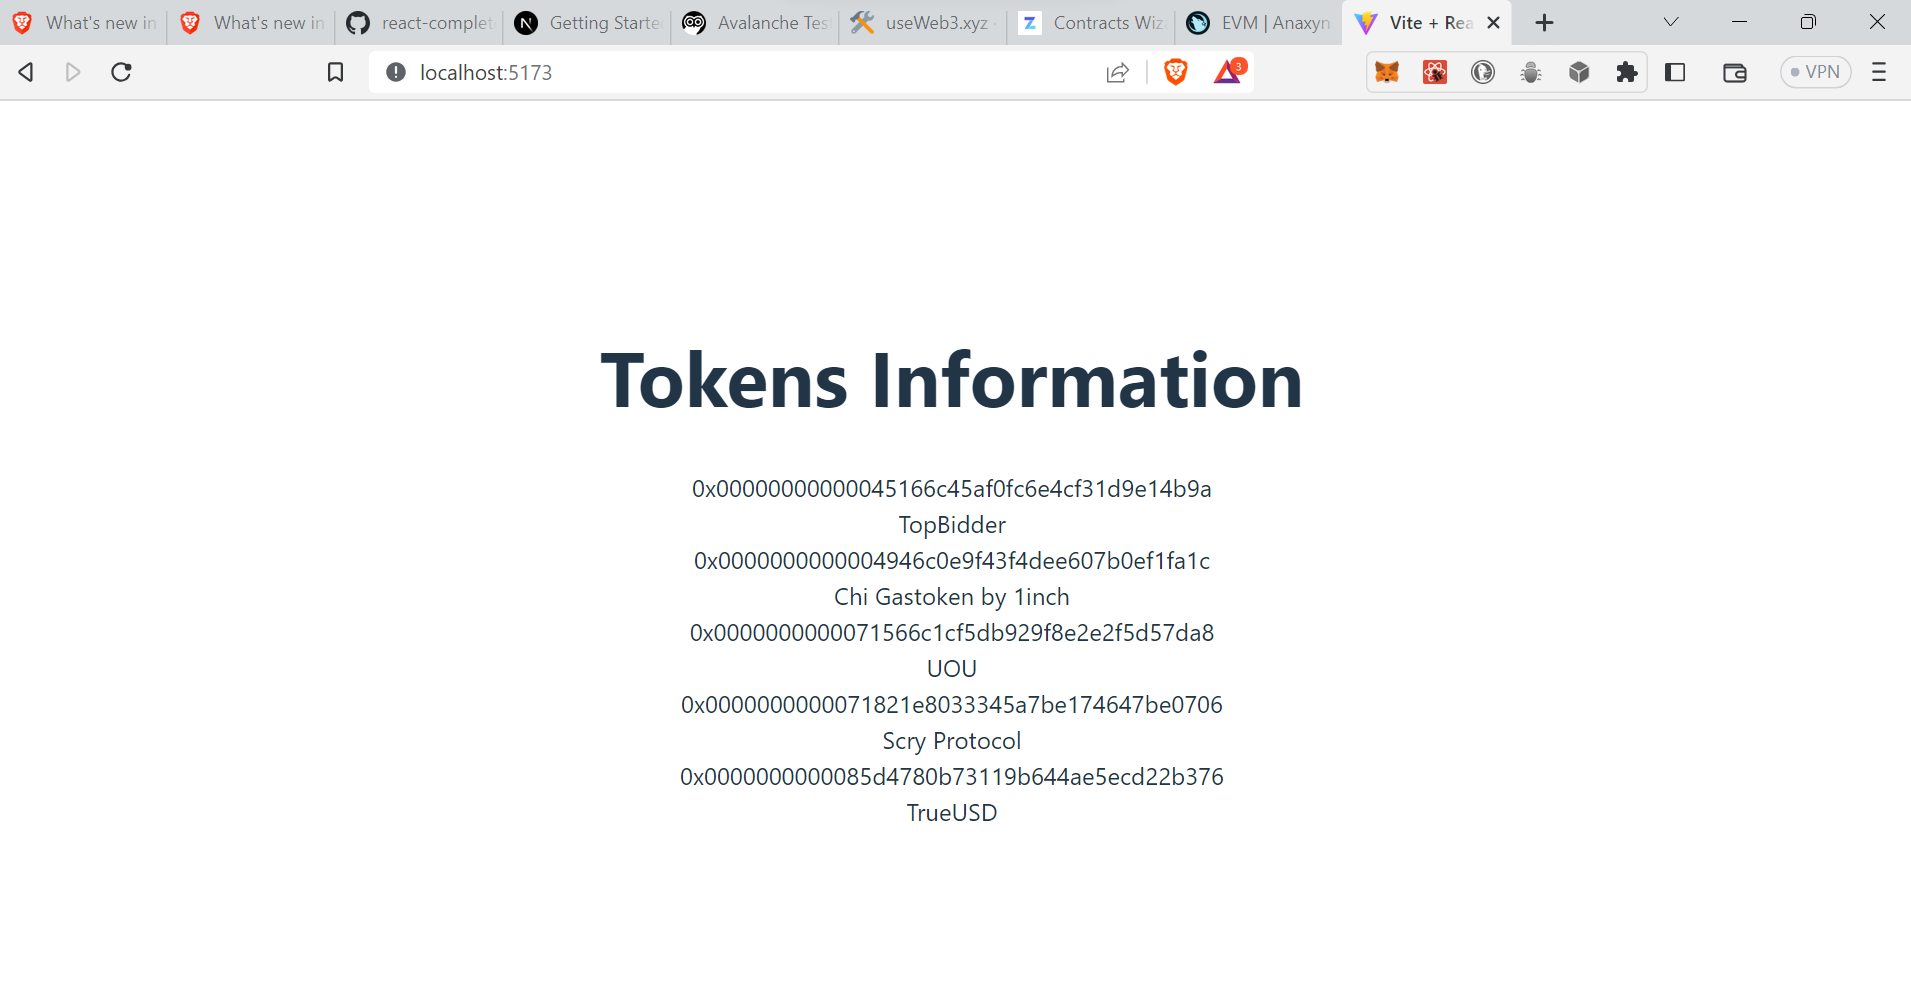 What's new in
What's new in
react-complet
Getting Starte
Avalanche Tes
useWeb3.xyz
Contracts Wiz
EVM | Anaxyn
Vite + Rea
localhost:5173
3
VPN
Tokens Information
0x00000000000045166c45af0fc6e4cf31d9e14b9a
TopBidder
0x0000000000004946c0e9f43f4dee607b0ef1fa1c
Chi Gastoken by 1inch
0x0000000000071566c1cf5db929f8e2e2f5d57da8
UOU
0x0000000000071821e8033345a7be174647be0706
Scry Protocol
0x0000000000085d4780b73119b644ae5ecd22b376
TrueUSD